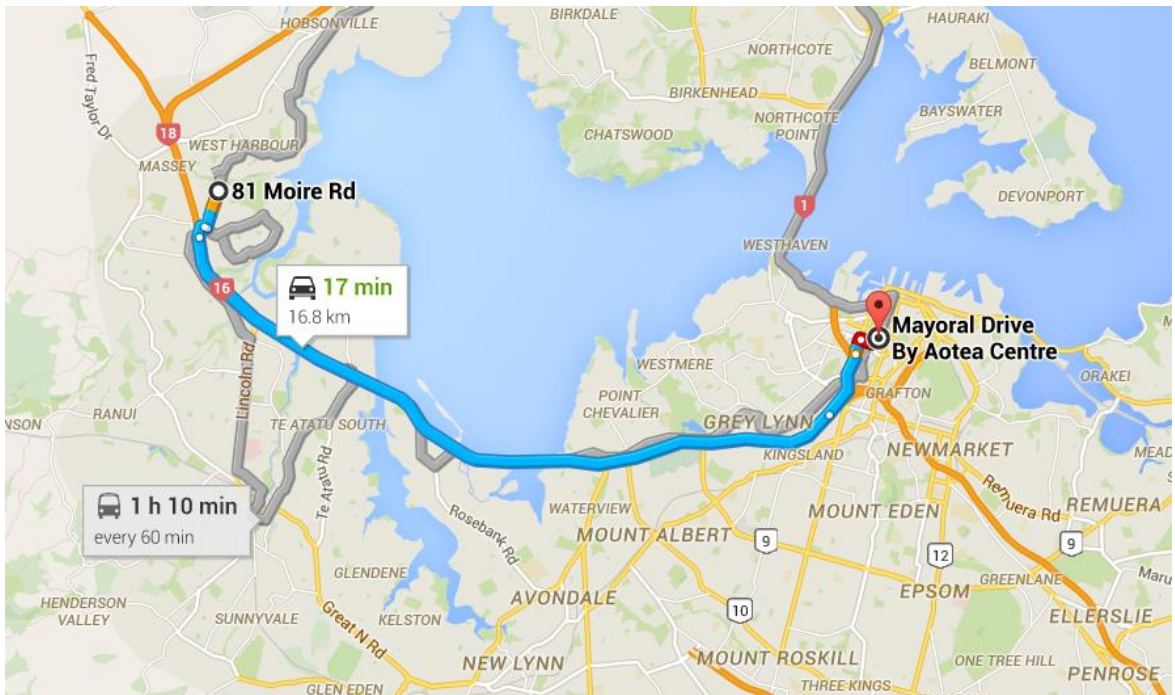 HOBSONVILLE
BIRKDALE
HAURAKI
NORTHCOTE
BELMONT
Fred Taylor Dr
BIRKENHEAD
BAYSWATER
NORTHCOTE
POINT
CHATSWOOD
18
WEST HARBOUR
MASSEY
81 Moire Rd
DEVONPORT
1
WESTHAVEN
16
17 min
16.8 km
Mayoral Drive
By Aotea Centre
Lincoln Rd
WESTMERE
ORAKEI
RANUI
POINT
CHEVALIER
GRAFTON
NSON
TE ATATU SOUTH
GREY LYNN
KINGSLAND
NEWMARKET
MEAD
Te Atatu Rd
1 h 10 min
every 60 min
Remuera Rd
REMUERA
WATERVIEW
Rosebank Rd
MOUNT EDEN
MOUNT ALBERT
9
9
12
GLENDENE
GREENLANE
Maru
EPSOM
HENDERSON
VALLEY
AVONDALE
10
SUNNYVALE
KELSTON
ELLERSLIE
Great N Rd
NEW LYNN
MOUNT ROSKILL
ONE TREE HILL
PENROSE
GLEN EDEN
THREE KINGS